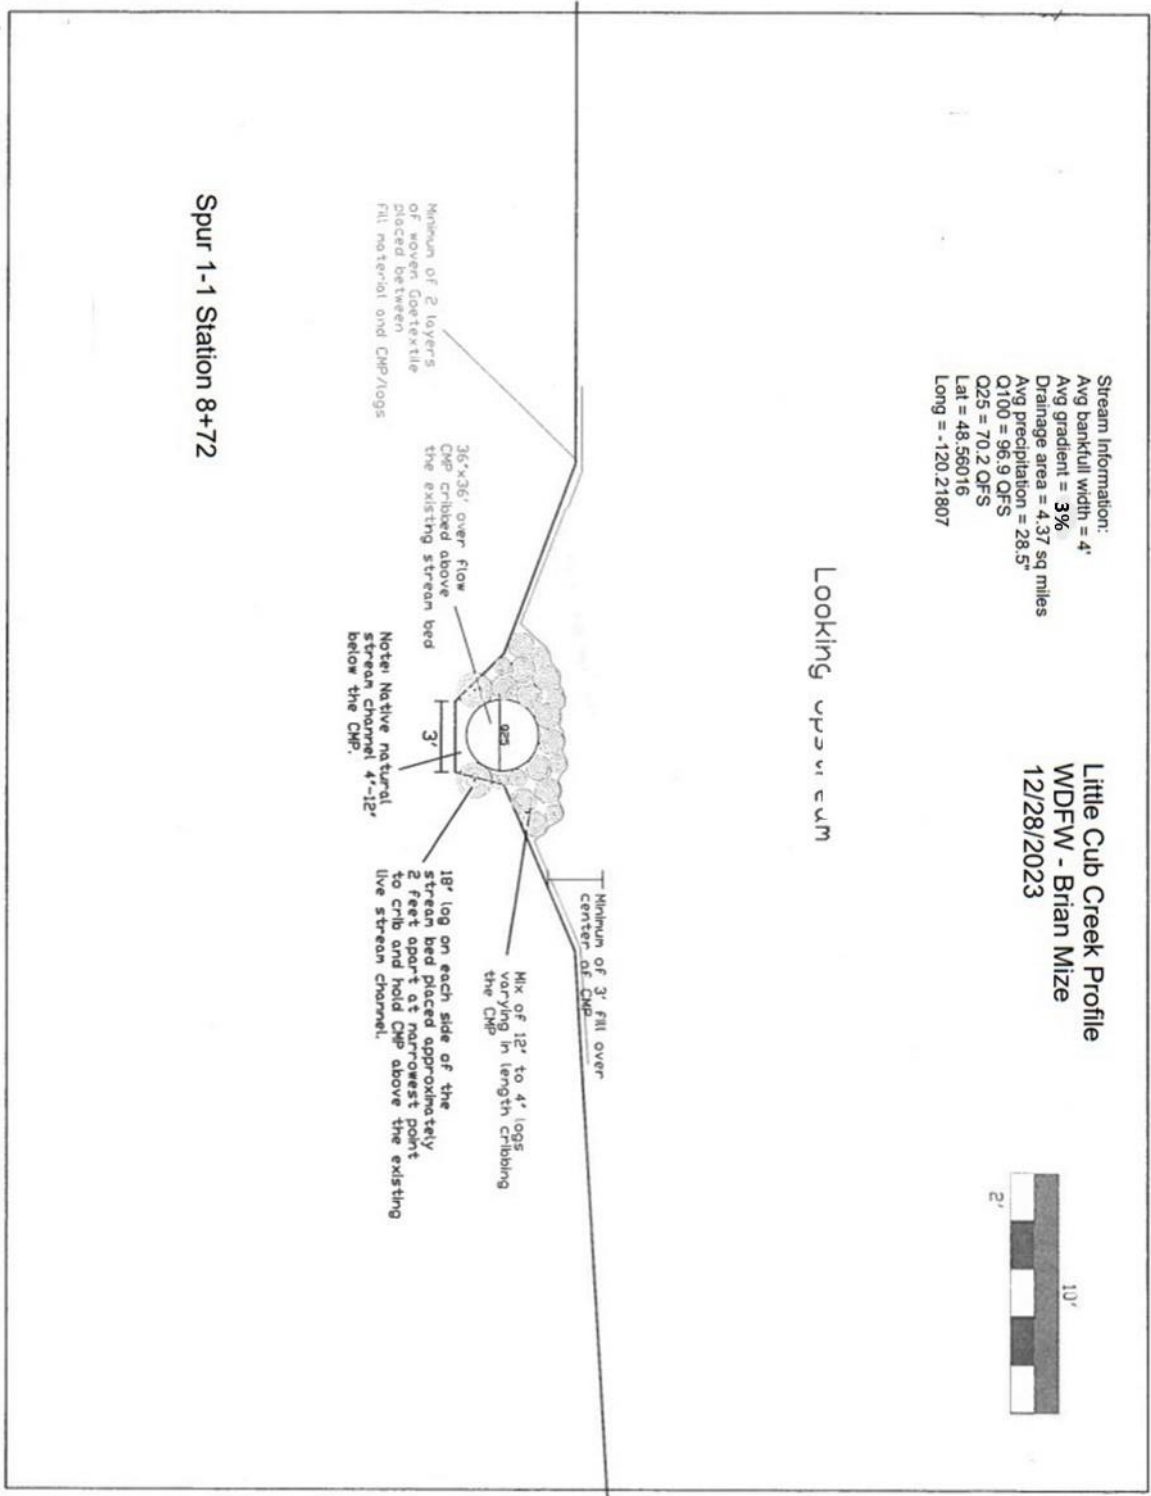 Little Cub Creek Profile
WDFW - Brian Mize
12/28/2023
Stream Information:
Avg bankfull width = 4'
Avg gradient = 3%
Drainage area = 4.37 sq miles
Avg precipitation = 28.5"
Q100 = 96.9 QFS
Q25 = 70.2 QFS
Lat = 48.56016
Long = -120.21807
10'
2'
Looking upstream
Minimum of 3' fill over
center of CMP
Mix of 12" to 4" logs
varying in length cribbing
the CMP
18" log on each side of the
stream bed placed approximately
2 feet apart at narrowest point
to crib and hold CMP above the existing
live stream channel.
Q25
3'
36"x36' over flow
CMP cribbed above
the existing stream bed
Note: Native natural
stream channel 4"-12"
below the CMP.
Minimun of 2 layers
of woven Goetextile
placed between
fill material and CMP/logs
Spur 1-1 Station 8+72